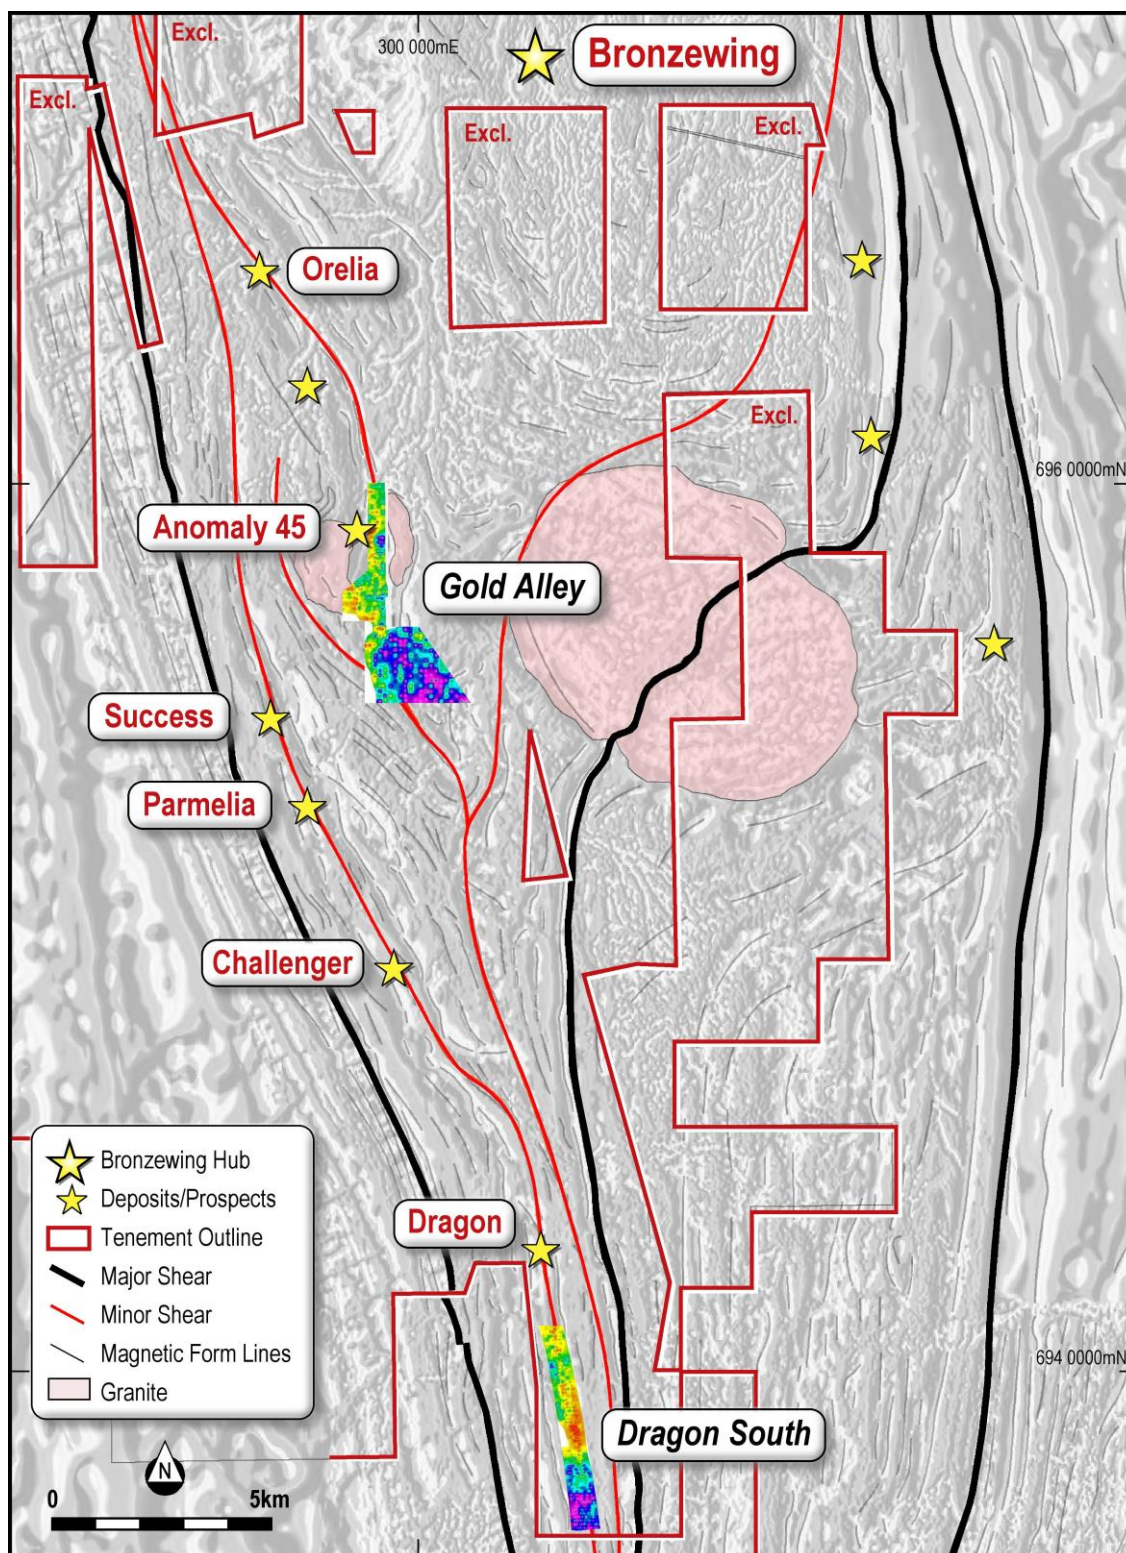 Excl.
300 000mE
Bronzewing
Excl.
Excl.
Excl.
Orelia
Excl.
696 0000mN
Anomaly 45
Gold Alley
Success
Parmelia
Challenger
Dragon
Bronzewing Hub
Deposits/Prospects
Tenement Outline
Major Shear
Minor Shear
Magnetic Form Lines
Granite
694 0000mN
Dragon South
N
0 5km